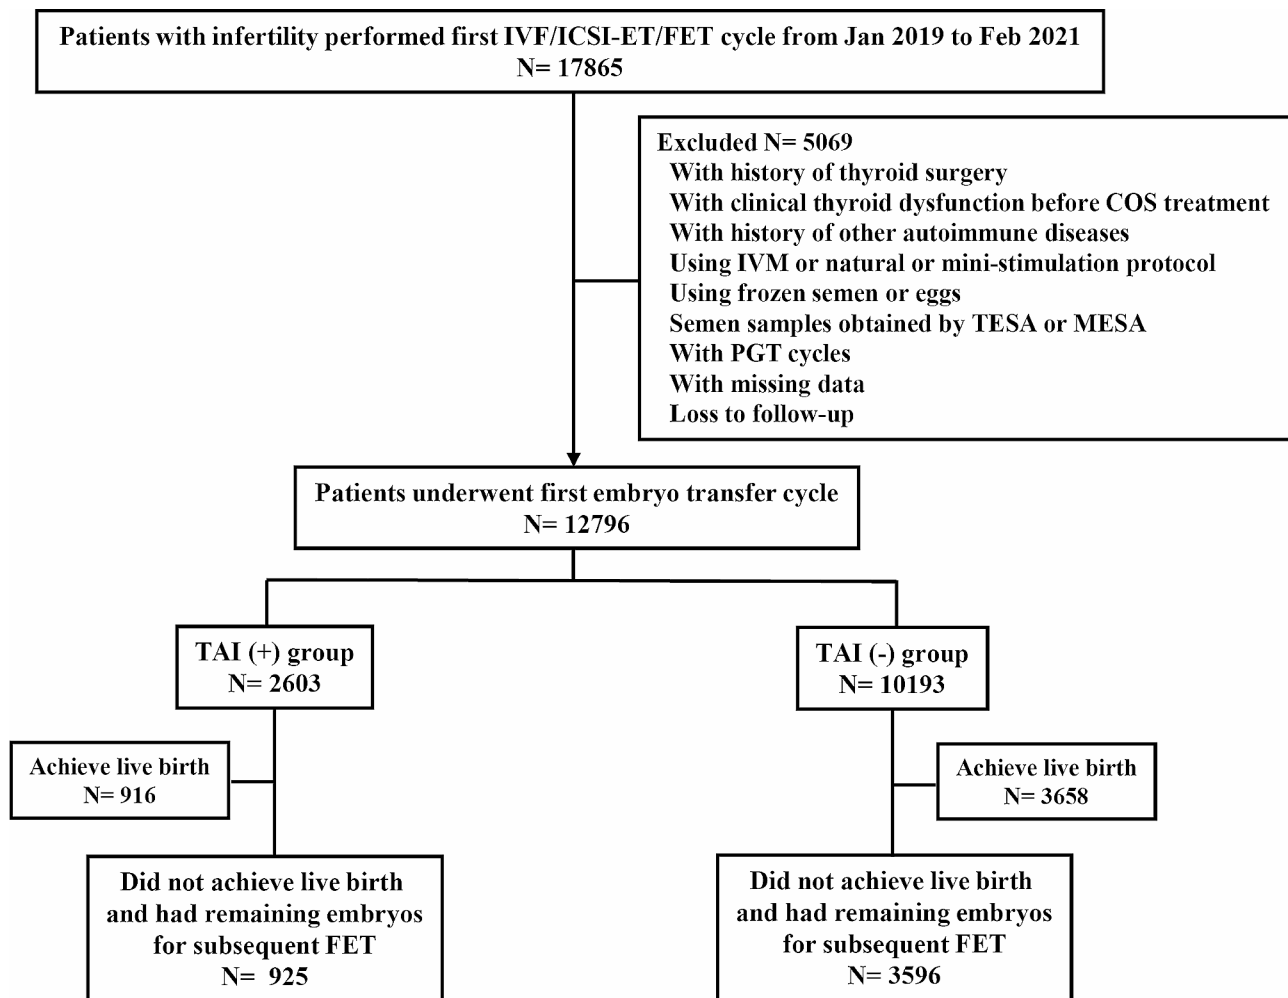 Patients with infertility performed first IVF/ICSI-ET/FET cycle from Jan 2019 to Feb 2021
N= 17865
Excluded N= 5069
With history of thyroid surgery
With clinical thyroid dysfunction before COS treatment
With history of other autoimmune diseases
Using IVM or natural or mini-stimulation protocol
Using frozen semen or eggs
Semen samples obtained by TESA or MESA
With PGT cycles
With missing data
Loss to follow-up
Patients underwent first embryo transfer cycle
N= 12796
TAI (+) group
N= 2603
TAI (-) group
N= 10193
Achieve live birth
N= 916
Achieve live birth
N= 3658
Did not achieve live birth
and had remaining embryos
for subsequent FET
N= 925
Did not achieve live birth
and had remaining embryos
for subsequent FET
N= 3596